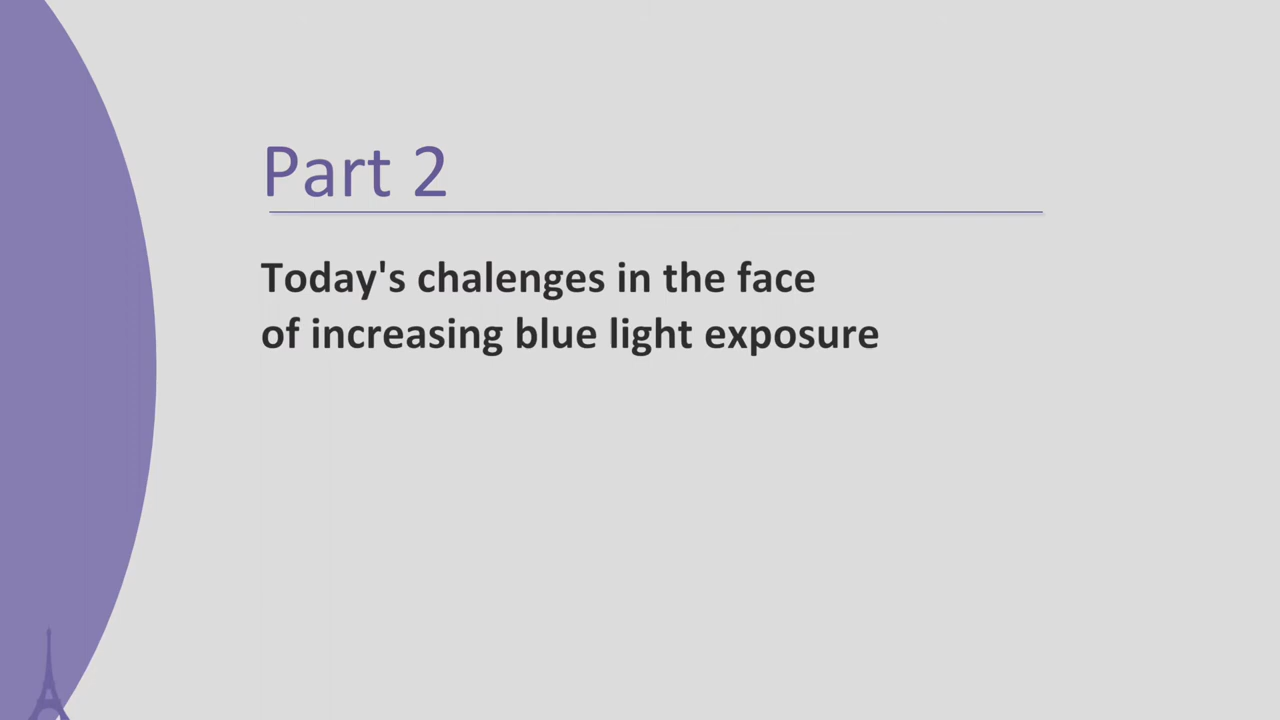 Part 2
Today's chalenges in the face
of increasing blue light exposure